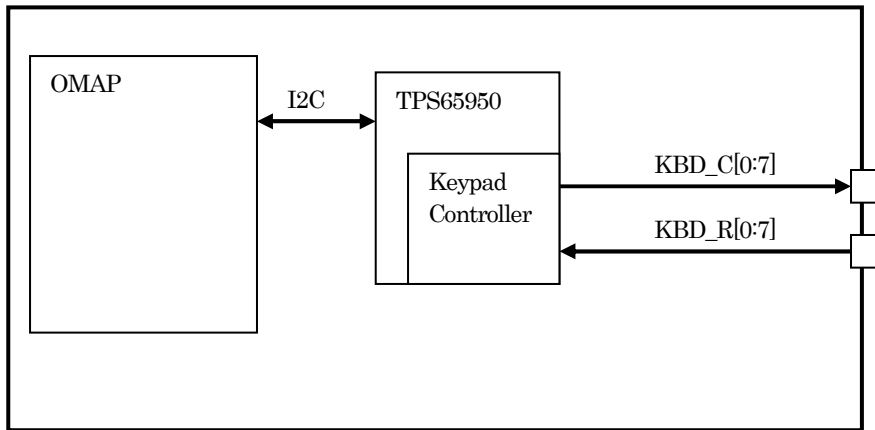 OMAP
I2C
TPS65950
Keypad
Controller
KBD_C[0:7]
KBD_R[0:7]